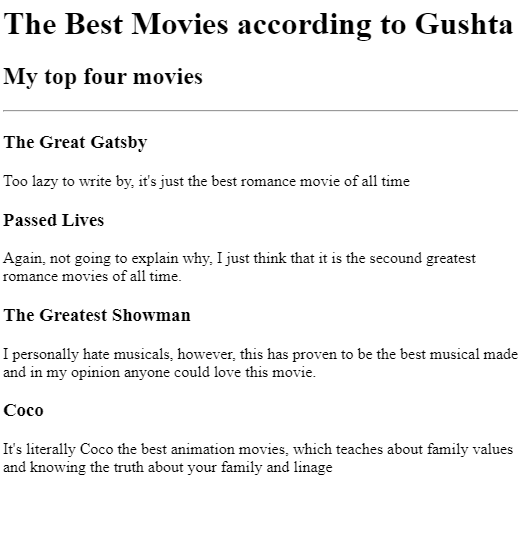 The Best Movies according to Gushta
My top four movies
The Great Gatsby
Too lazy to write by, it's just the best romance movie of all time
Passed Lives
Again, not going to explain why, I just think that it is the secound greatest
romance movies of all time.
The Greatest Showman
I personally hate musicals, however, this has proven to be the best musical made
and in my opinion anyone could love this movie.
Coco
It's literally Coco the best animation movies, which teaches about family values
and knowing the truth about your family and linage